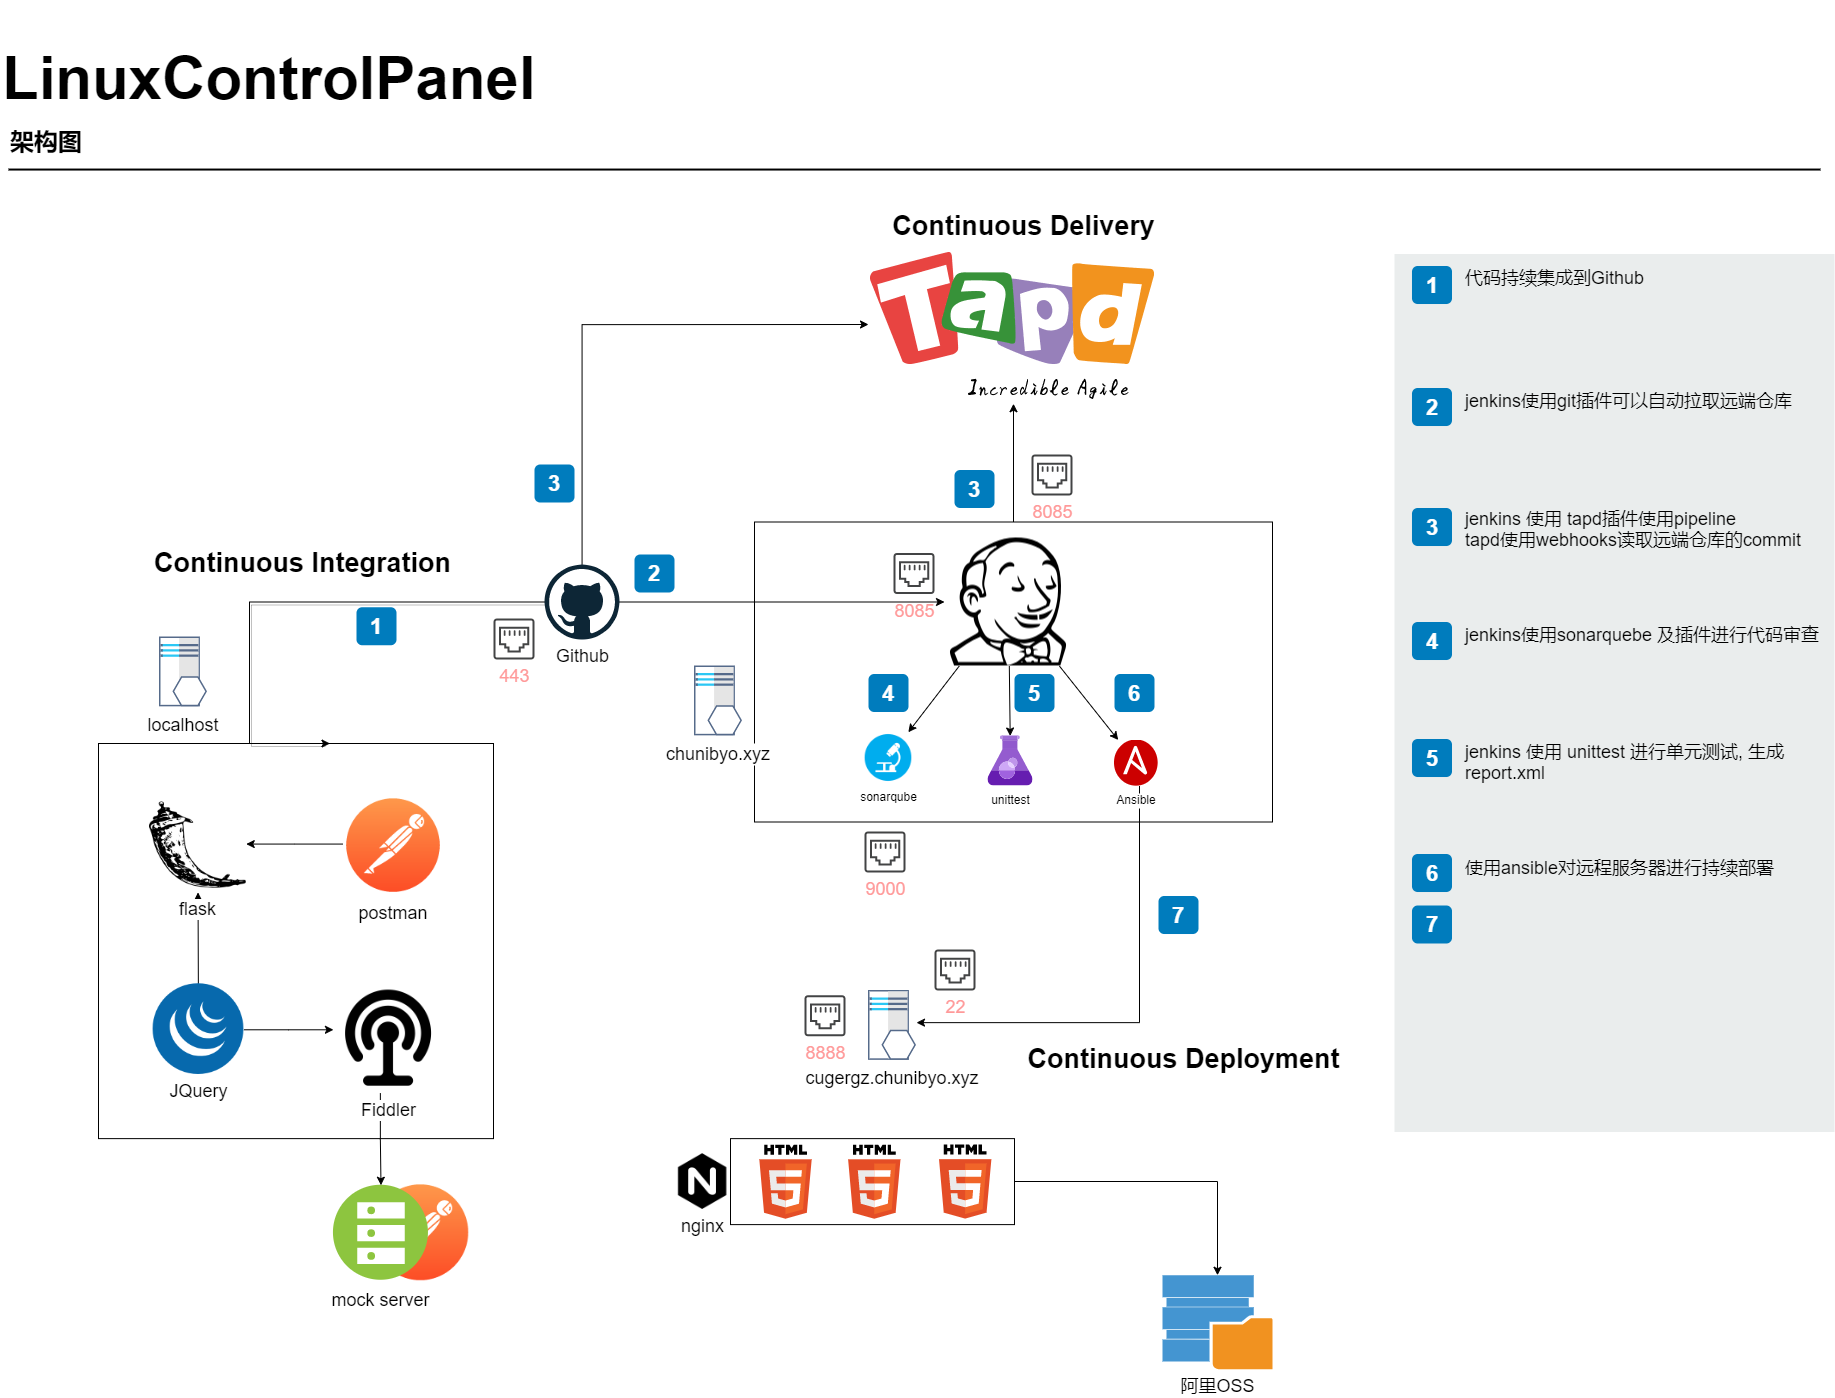 LinuxControlPanel
架构图
Continuous Delivery
Tapd
Incredible Agile
3
3
8085
Continuous Integration
2
8085
1
443
Github
localhost
chunibyo.xyz
4
5
6
sonarqube
unittest
Ansible
9000
7
flask
postman
JQuery
Fiddler
22
8888
cugergz.chunibyo.xyz
Continuous Deployment
HTML
HTML
HTML
5
5
5
N
nginx
mock server
阿里OSS
1
代码持续集成到Github
2
jenkins使用git插件可以自动拉取远端仓库
3
jenkins 使用 tapd插件使用pipeline
tapd使用webhooks读取远端仓库的commit
4
jenkins使用sonarquebe 及插件进行代码审查
5
jenkins 使用 unittest 进行单元测试, 生成
report.xml
6
使用ansible对远程服务器进行持续部署
7